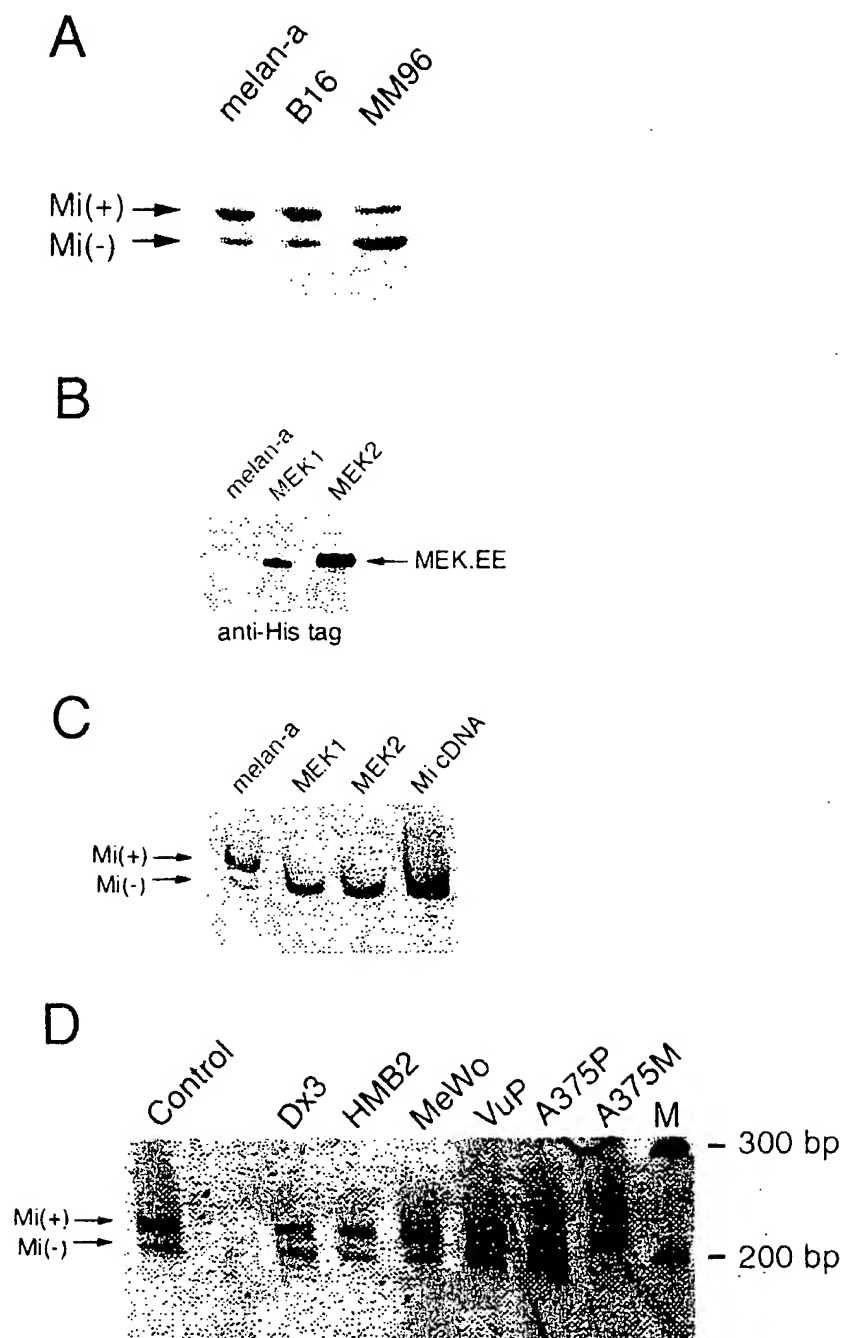 A
melan-a
B16
MM96
Mi(+)
Mi(-)
B
melan-a
MEK1
MEK2
MEK.EE
anti-His tag
C
melan-a
MEK1
MEK2
Mi cDNA
Mi(+)
Mi(-)
D
Control
Dx3
HMB2
MeWo
VuP
A375P
A375M
M
300 bp
Mi(+)
Mi(-)
200 bp